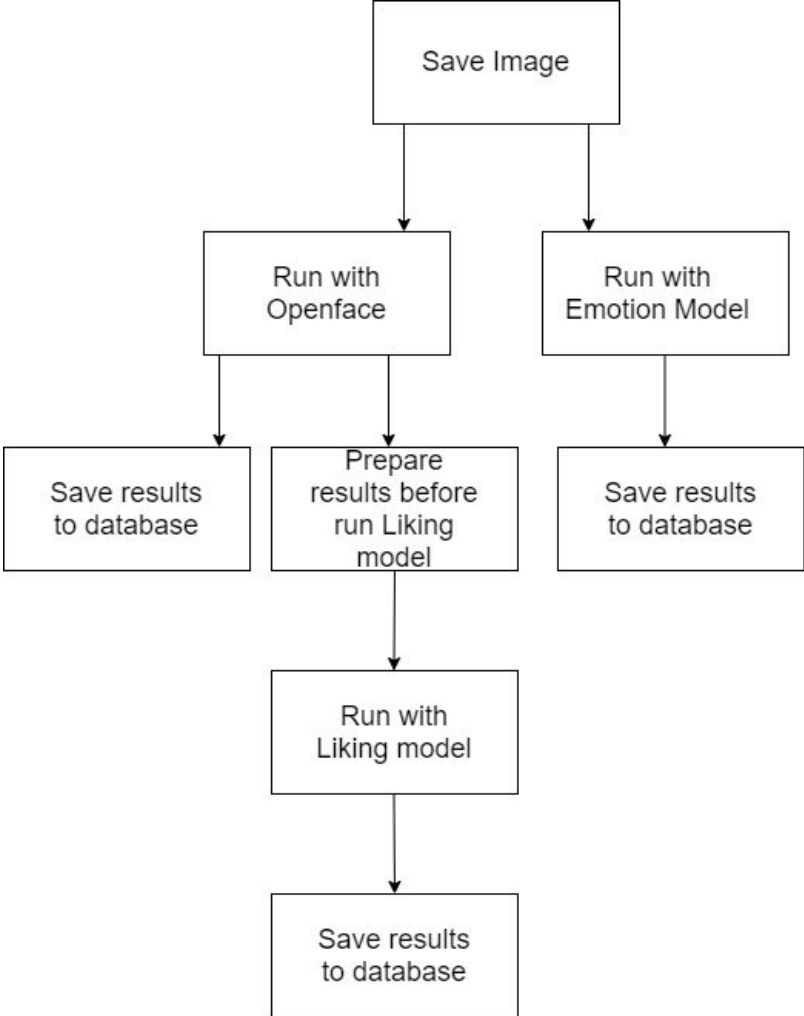 Save Image
Run with
Openface
Run with
Emotion Model
Save results
to database
Prepare
results before
run Liking
model
Save results
to database
Run with
Liking model
Save results
to database